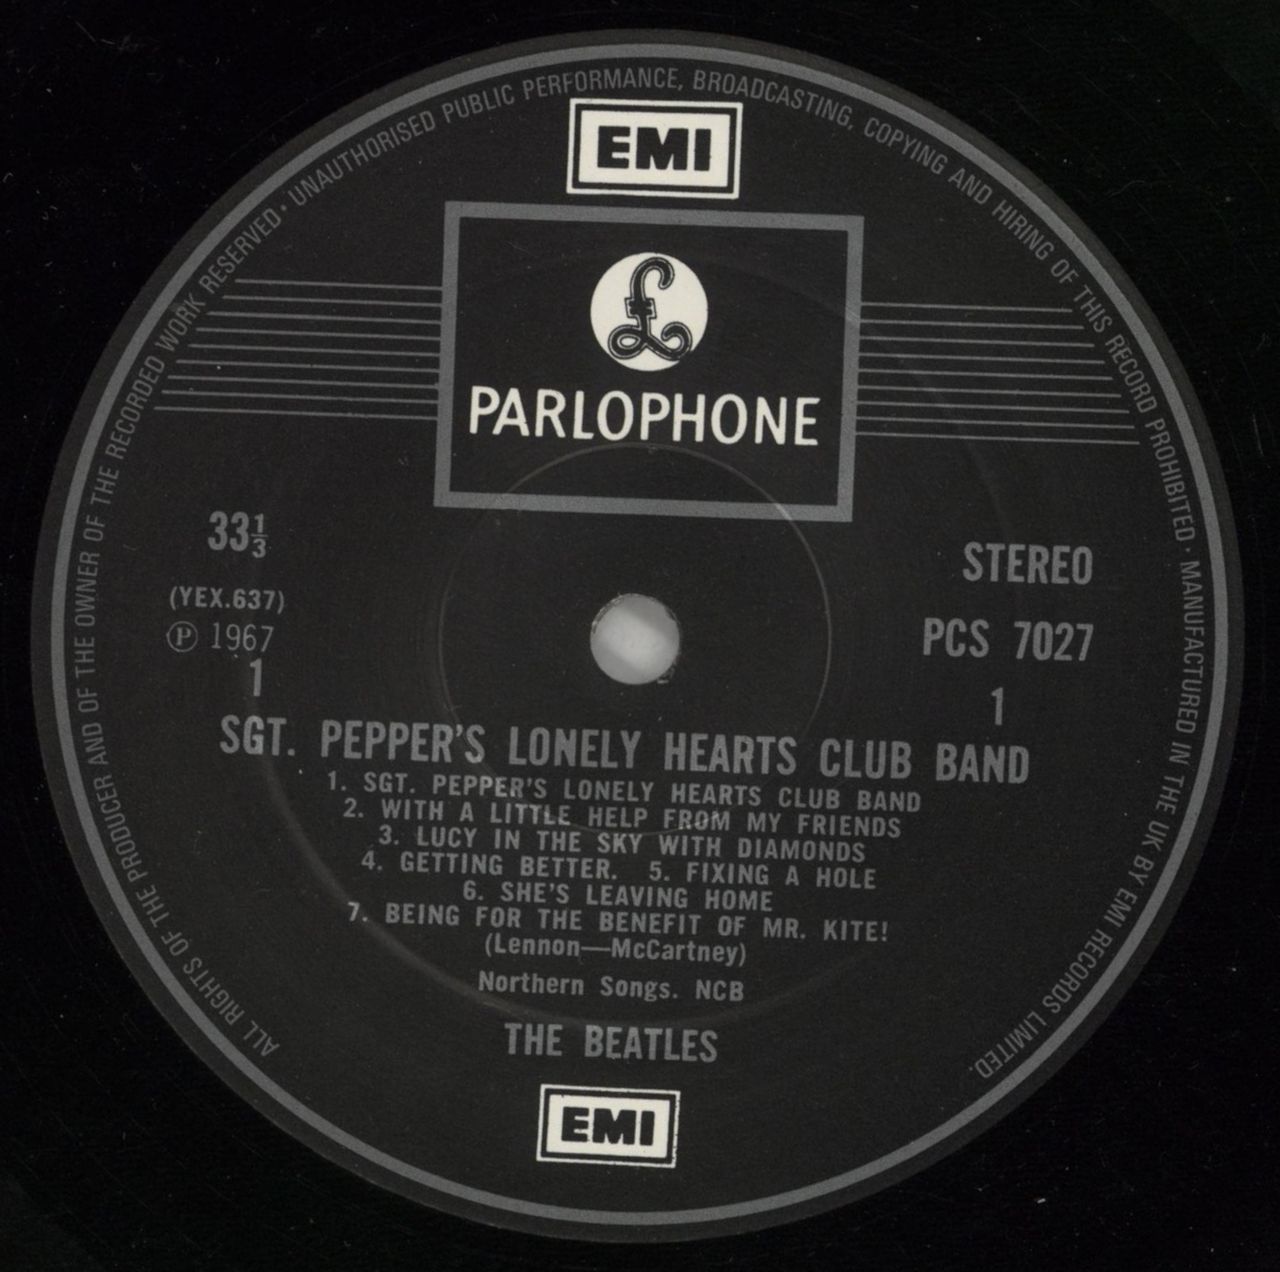 ALL RIGHTS OF THE PRODUCER AND OF THE OWNER OF THE RECORDED WORK RESERVED · UNAUTHORISED PUBLIC PERFORMANCE, BROADCASTING, COPYING AND HIRING OF THIS RECORD PROHIBITED · MANUFACTURED IN THE UK BY EMI RECORDS LIMITED.
EMI
£
PARLOPHONE
33⅓
(YEX.637)
℗ 1967
1
STEREO
PCS 7027
1
SGT. PEPPER'S LONELY HEARTS CLUB BAND
1. SGT. PEPPER'S LONELY HEARTS CLUB BAND
2. WITH A LITTLE HELP FROM MY FRIENDS
3. LUCY IN THE SKY WITH DIAMONDS
4. GETTING BETTER. 5. FIXING A HOLE
6. SHE'S LEAVING HOME
7. BEING FOR THE BENEFIT OF MR. KITE!
(Lennon—McCartney)
Northern Songs. NCB
THE BEATLES
EMI